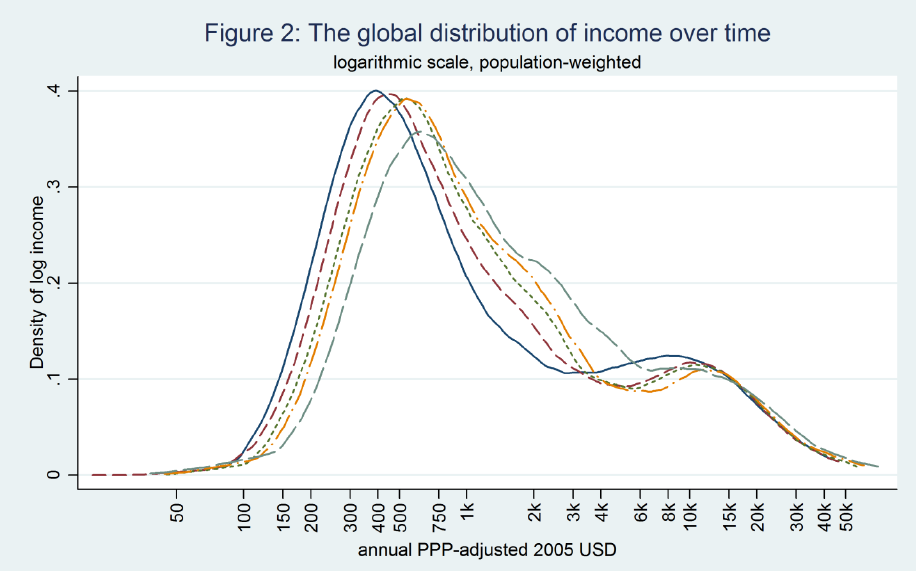 Figure 2: The global distribution of income over time
logarithmic scale, population-weighted
Density of log income
.4
.3
.2
.1
0
50 100 150 200 300 400 500 750 1k 2k 3k 4k 6k 8k 10k 15k 20k 30k 40k 50k
annual PPP-adjusted 2005 USD